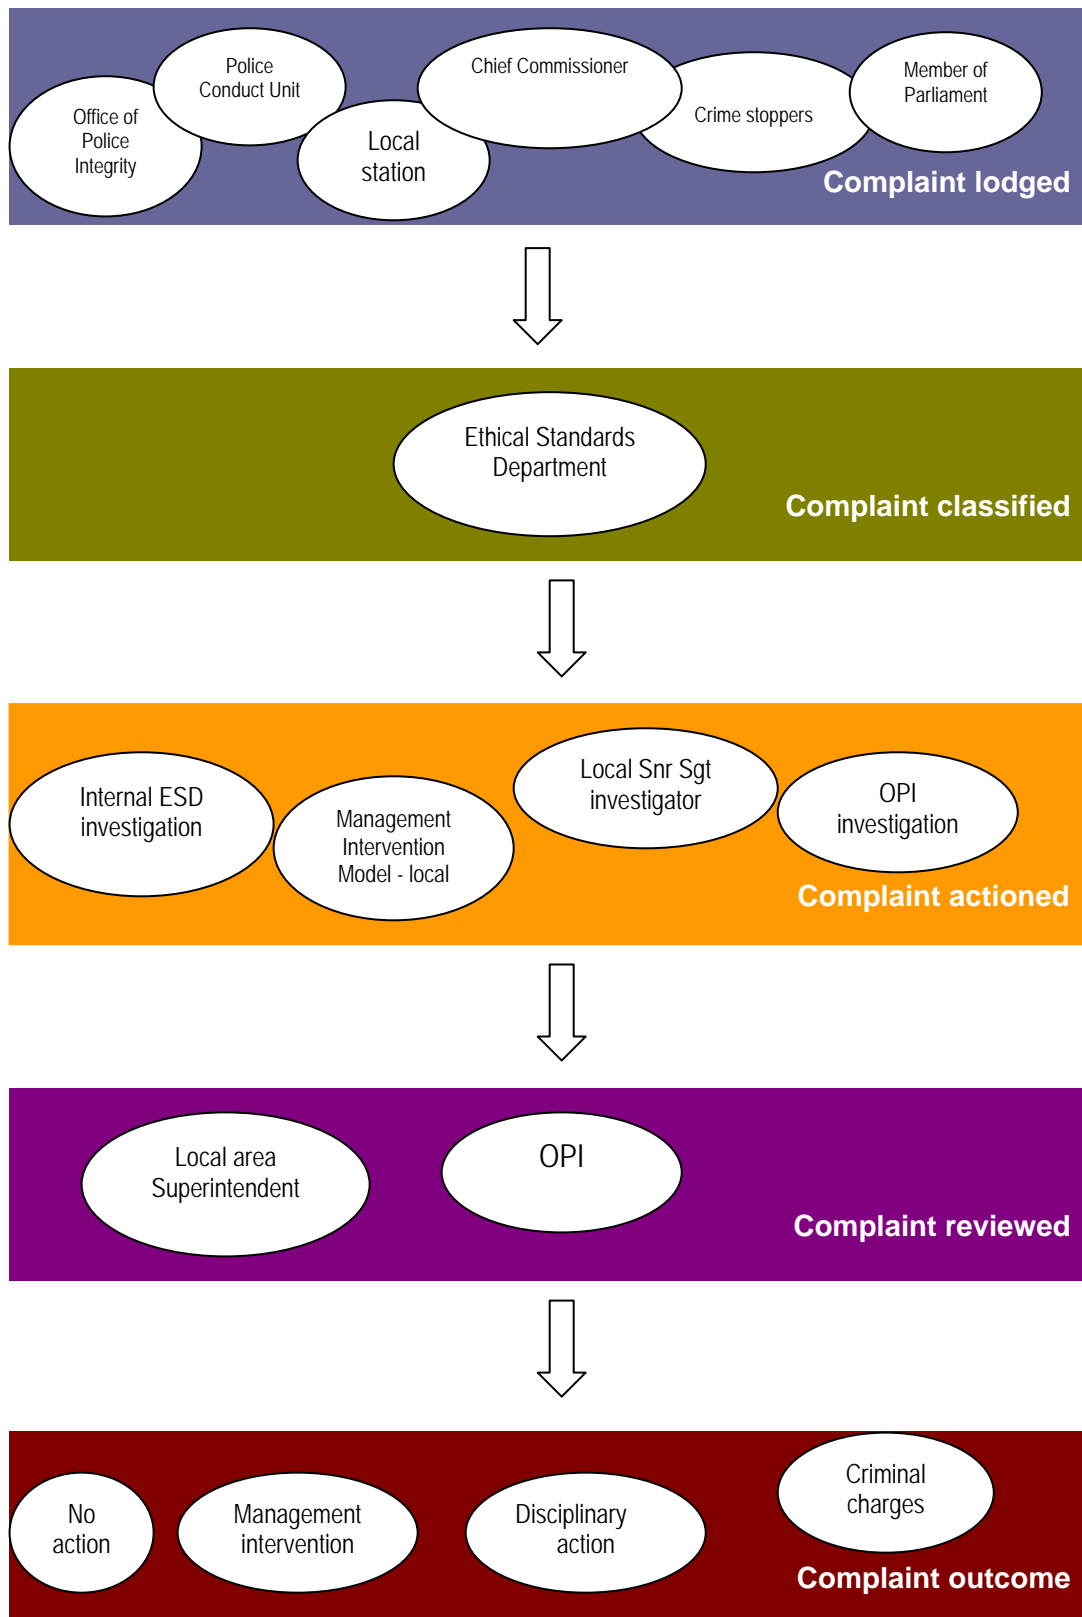 Office of
Police
Integrity
Police
Conduct Unit
Local
station
Chief Commissioner
Crime stoppers
Member of
Parliament
Complaint lodged
Ethical Standards
Department
Complaint classified
Internal ESD
investigation
Management
Intervention
Model - local
Local Snr Sgt
investigator
OPI
investigation
Complaint actioned
Local area
Superintendent
OPI
Complaint reviewed
No
action
Management
intervention
Disciplinary
action
Criminal
charges
Complaint outcome